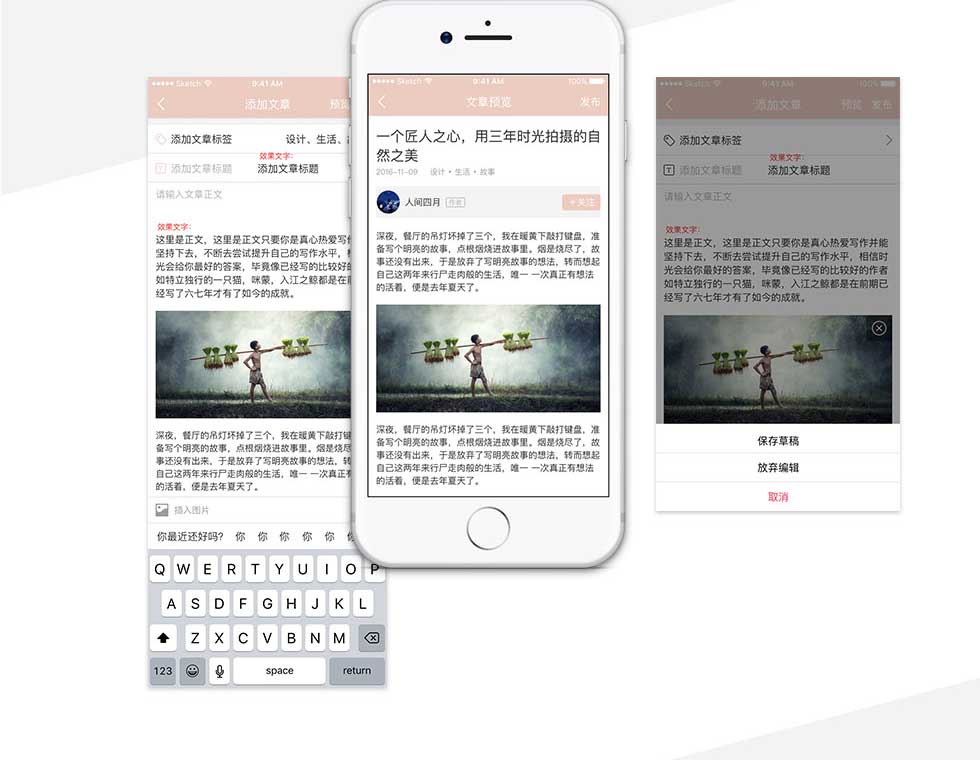 Sketch 9:41 AM
添加文章 预览
添加文章标签 设计、生活、
效果文字:
添加文章标题 添加文章标题
请输入文章正文
效果文字:
这里是正文，这里是正文只要你是真心热爱写作
坚持下去，不断去尝试提升自己的写作水平，相信
光会给你最好的答案，毕竟像已经写的比较好的
如特立独行的一只猫，咪蒙，入江之鲸都是在前
经写了六七年才有了如今的成就。
深夜，餐厅的吊灯坏掉了三个，我在暖黄下敲打键
备写个明亮的故事，点根烟烧进故事里。烟是烧尽
事还没有出来，于是放弃了写明亮故事的想法，转
自己这两年来行尸走肉般的生活，唯一 一次真正有
的活着，便是去年夏天了。
插入图片
你最近还好吗? 你 你 你 你 你
Q W E R T Y U I O P
A S D F G H J K L
Z X C V B N M
123 space return
Sketch 9:41 AM 100%
文章预览 发布
一个匠人之心，用三年时光拍摄的自
然之美
2016-11-09 设计 • 生活 • 故事
人间四月 作者 +关注
深夜，餐厅的吊灯坏掉了三个，我在暖黄下敲打键盘，准
备写个明亮的故事，点根烟烧进故事里。烟是烧尽了，故
事还没有出来，于是放弃了写明亮故事的想法，转而想起
自己这两年来行尸走肉般的生活，唯一 一次真正有想法
的活着，便是去年夏天了。
深夜，餐厅的吊灯坏掉了三个，我在暖黄下敲打键盘，准
备写个明亮的故事，点根烟烧进故事里。烟是烧尽了，故
事还没有出来，于是放弃了写明亮故事的想法，转而想起
自己这两年来行尸走肉般的生活，唯一 一次真正有想法
的活着，便是去年夏天了。
Sketch 9:41 AM 100%
添加文章 预览 发布
添加文章标签
效果文字:
添加文章标题 添加文章标题
请输入文章正文
效果文字:
这里是正文，这里是正文只要你是真心热爱写作并能
坚持下去，不断去尝试提升自己的写作水平，相信时
光会给你最好的答案，毕竟像已经写的比较好的作者
如特立独行的一只猫，咪蒙，入江之鲸都是在前期已
经写了六七年才有了如今的成就。
保存草稿
放弃编辑
取消